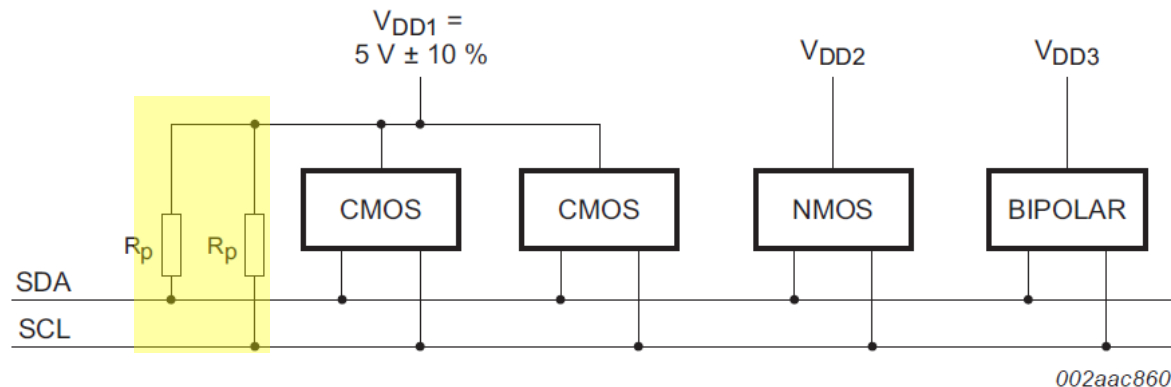 VDD1 =
5 V ± 10 %
VDD2
VDD3
CMOS
CMOS
NMOS
BIPOLAR
Rp
Rp
SDA
SCL
002aac860